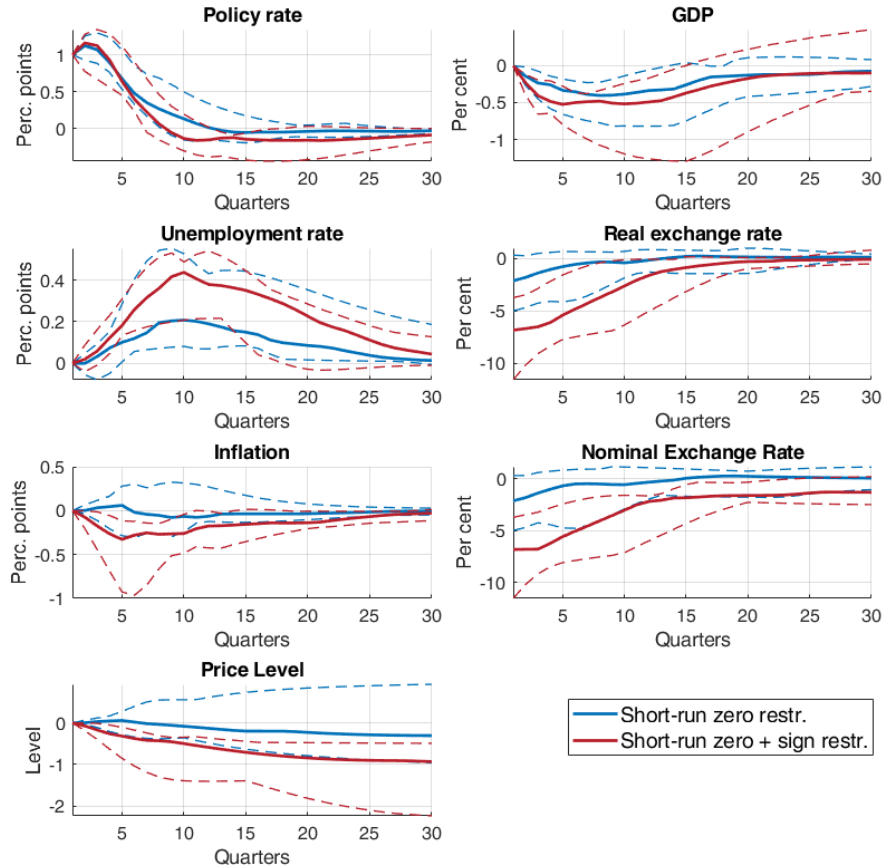 Policy rate
Perc. points
1
0.5
0
5 10 15 20 25 30
Quarters
GDP
Per cent
0
-0.5
-1
5 10 15 20 25 30
Quarters
Unemployment rate
Perc. points
0.4
0.2
0
5 10 15 20 25 30
Quarters
Real exchange rate
Per cent
0
-5
-10
5 10 15 20 25 30
Quarters
Inflation
Perc. points
0.5
0
-0.5
-1
5 10 15 20 25 30
Quarters
Nominal Exchange Rate
Per cent
0
-5
-10
5 10 15 20 25 30
Quarters
Price Level
Level
0
-1
-2
5 10 15 20 25 30
Quarters
Short-run zero restr.
Short-run zero + sign restr.